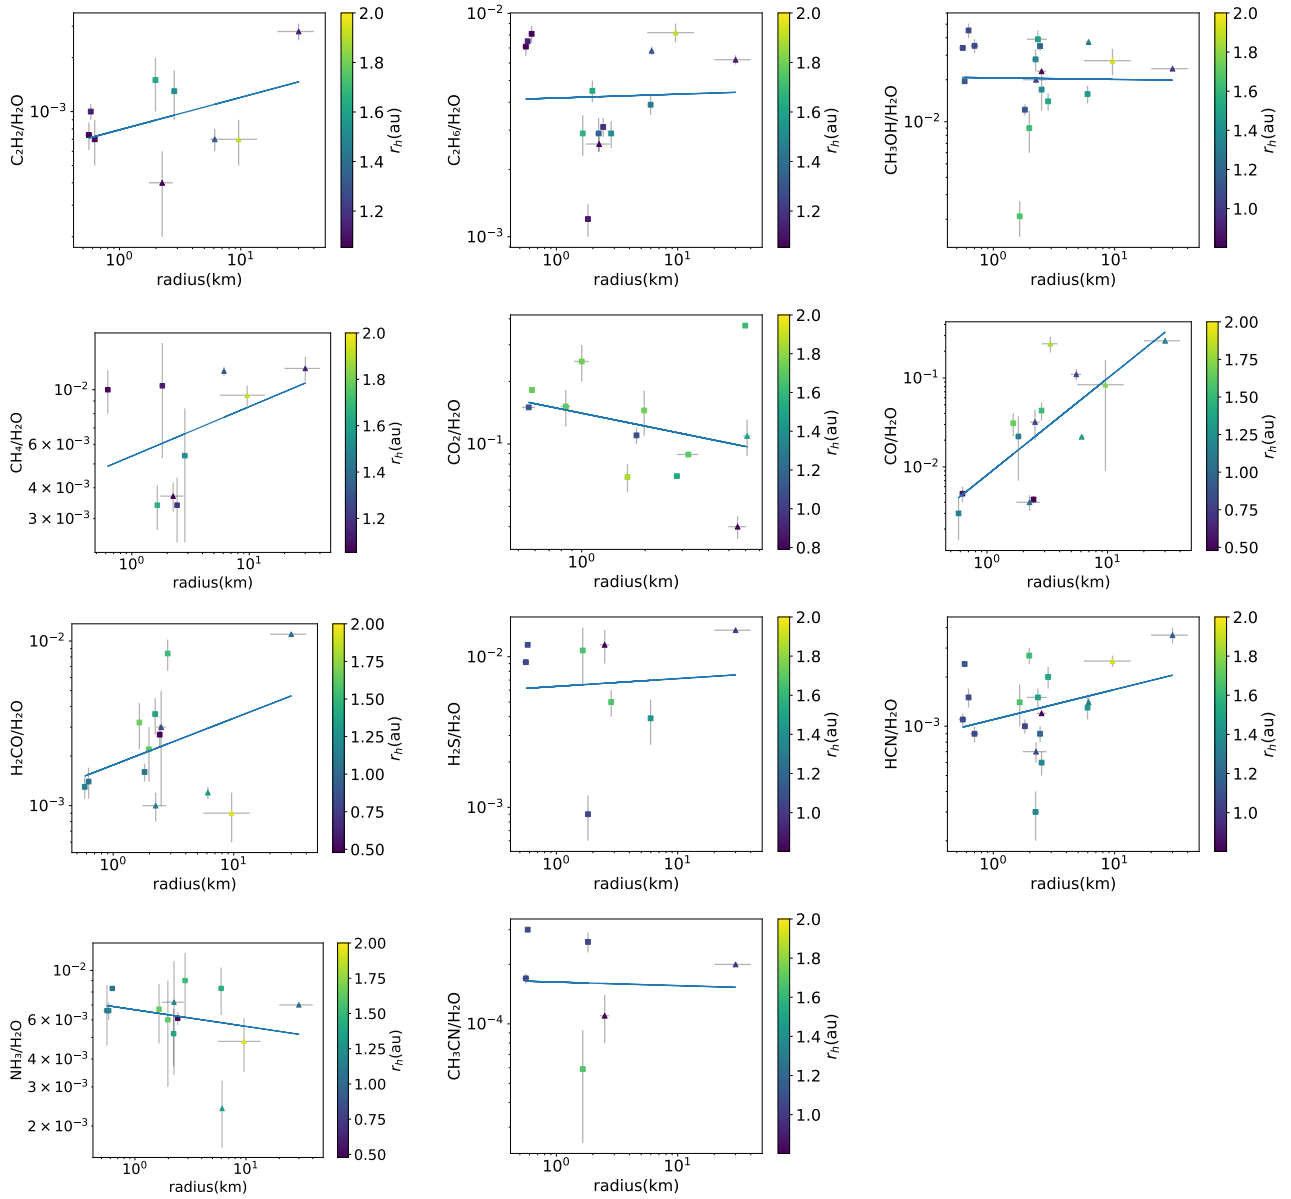 C₂H₂/H₂O
10⁻³
10⁰ 10¹
radius(km)
2.0
1.8
1.6
1.4
1.2
r_h(au)
C₂H₆/H₂O
10⁻²
10⁻³
10⁰ 10¹
radius(km)
2.0
1.8
1.6
1.4
1.2
r_h(au)
CH₃OH/H₂O
10⁻²
10⁰ 10¹
radius(km)
2.0
1.8
1.6
1.4
1.2
1.0
r_h(au)
CH₄/H₂O
10⁻²
6 × 10⁻³
4 × 10⁻³
3 × 10⁻³
10⁰ 10¹
radius(km)
2.0
1.8
1.6
1.4
1.2
r_h(au)
CO₂/H₂O
10⁻¹
10⁰
radius(km)
2.0
1.8
1.6
1.4
1.2
1.0
0.8
r_h(au)
CO/H₂O
10⁻¹
10⁻²
10⁰ 10¹
radius(km)
2.00
1.75
1.50
1.25
1.00
0.75
0.50
r_h(au)
H₂CO/H₂O
10⁻²
10⁻³
10⁰ 10¹
radius(km)
2.00
1.75
1.50
1.25
1.00
0.75
0.50
r_h(au)
H₂S/H₂O
10⁻²
10⁻³
10⁰ 10¹
radius(km)
2.0
1.8
1.6
1.4
1.2
1.0
r_h(au)
HCN/H₂O
10⁻³
10⁰ 10¹
radius(km)
2.0
1.8
1.6
1.4
1.2
1.0
r_h(au)
NH₃/H₂O
10⁻²
6 × 10⁻³
4 × 10⁻³
3 × 10⁻³
2 × 10⁻³
10⁰ 10¹
radius(km)
2.00
1.75
1.50
1.25
1.00
0.75
0.50
r_h(au)
CH₃CN/H₂O
10⁻⁴
10⁰ 10¹
radius(km)
2.0
1.8
1.6
1.4
1.2
1.0
r_h(au)